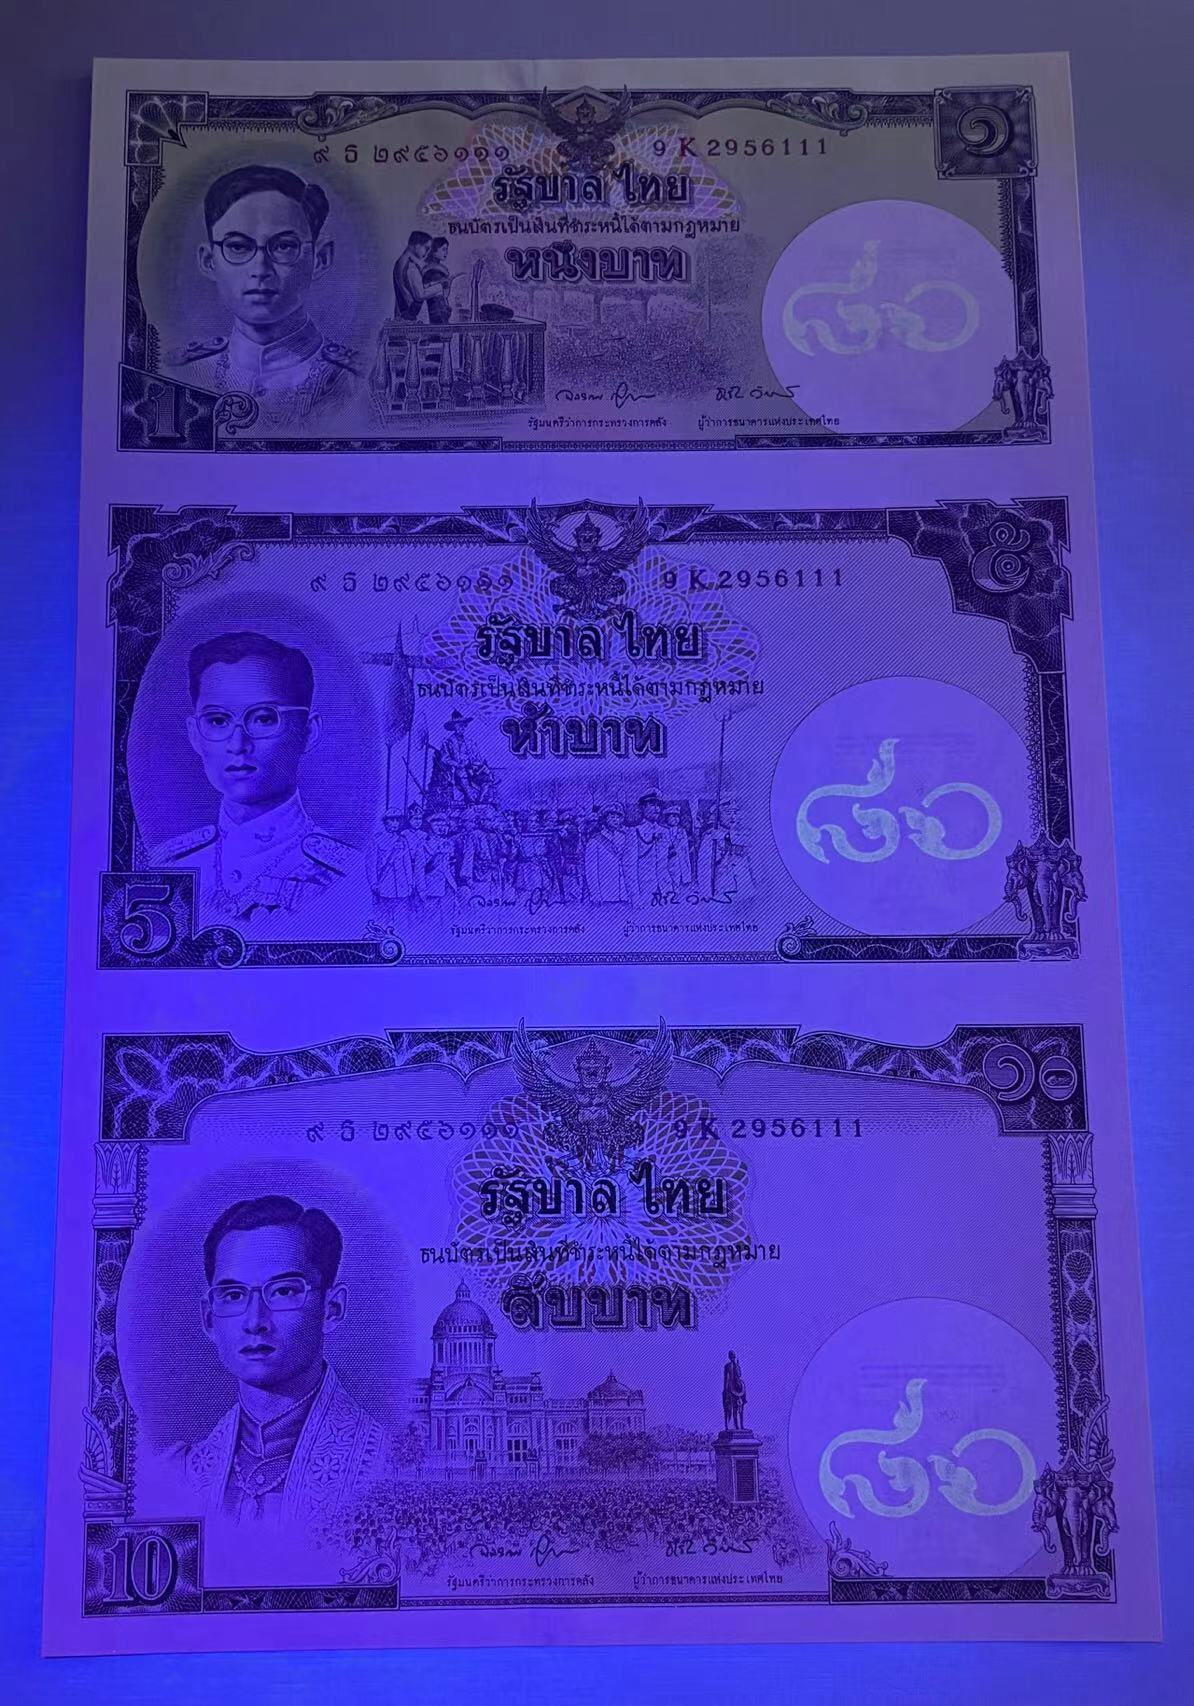 ๑
๙ ธ ๒๙๕๖๑๑๑ 9 K 2956111
รัฐบาล ไทย
ธนบัตรเป็นเงินที่ชำระหนี้ได้ตามกฎหมาย
หนึ่งบาท
๘๐
รัฐมนตรีว่าการกระทรวงการคลัง ผู้ว่าการธนาคารแห่งประเทศไทย
1
๕
๙ ธ ๒๙๕๖๑๑๑ 9 K 2956111
รัฐบาล ไทย
ธนบัตรเป็นเงินที่ชำระหนี้ได้ตามกฎหมาย
ห้าบาท
๘๐
รัฐมนตรีว่าการกระทรวงการคลัง ผู้ว่าการธนาคารแห่งประเทศไทย
5
๑๐
๙ ธ ๒๙๕๖๑๑๑ 9 K 2956111
รัฐบาล ไทย
ธนบัตรเป็นเงินที่ชำระหนี้ได้ตามกฎหมาย
สิบบาท
๘๐
รัฐมนตรีว่าการกระทรวงการคลัง ผู้ว่าการธนาคารแห่งประเทศไทย
10